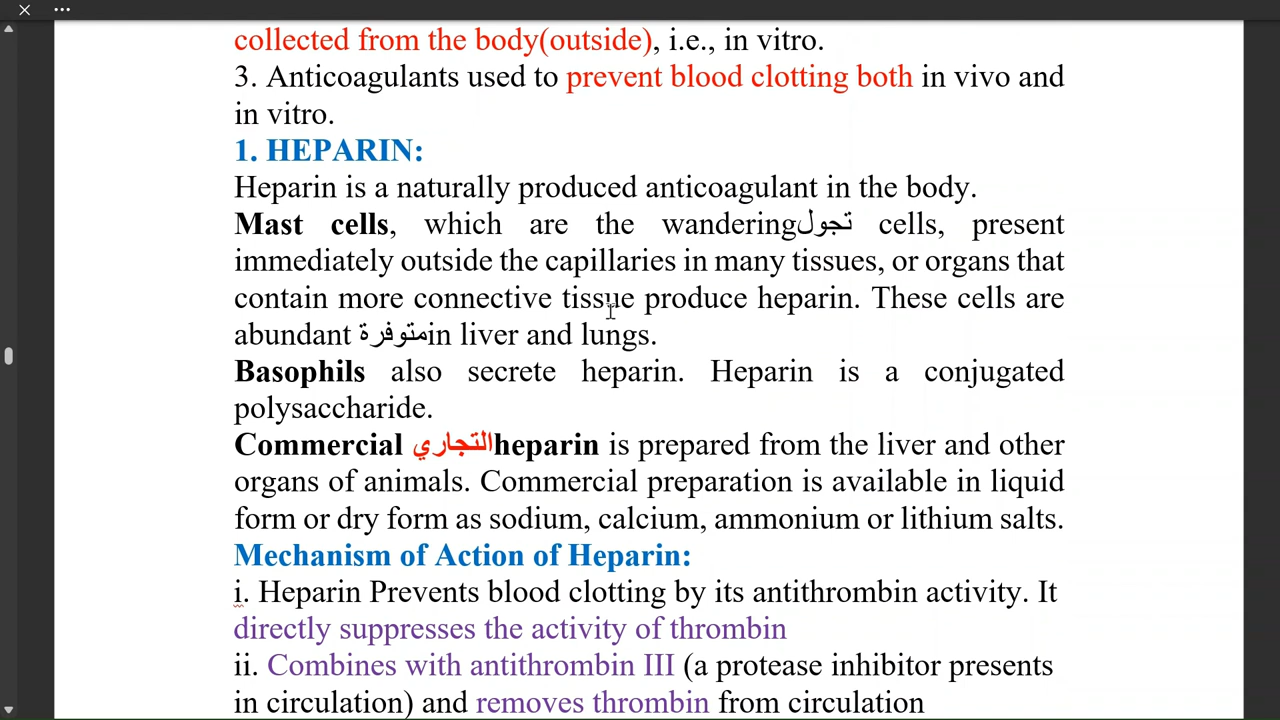 collected from the body(outside), i.e., in vitro.
3. Anticoagulants used to prevent blood clotting both in vivo and
in vitro.
1. HEPARIN:
Heparin is a naturally produced anticoagulant in the body.
Mast cells, which are the wanderingتجول cells, present
immediately outside the capillaries in many tissues, or organs that
contain more connective tissue produce heparin. These cells are
abundant متوفرةin liver and lungs.
Basophils also secrete heparin. Heparin is a conjugated
polysaccharide.
Commercial التجاريheparin is prepared from the liver and other
organs of animals. Commercial preparation is available in liquid
form or dry form as sodium, calcium, ammonium or lithium salts.
Mechanism of Action of Heparin:
i. Heparin Prevents blood clotting by its antithrombin activity. It
directly suppresses the activity of thrombin
ii. Combines with antithrombin III (a protease inhibitor presents
in circulation) and removes thrombin from circulation